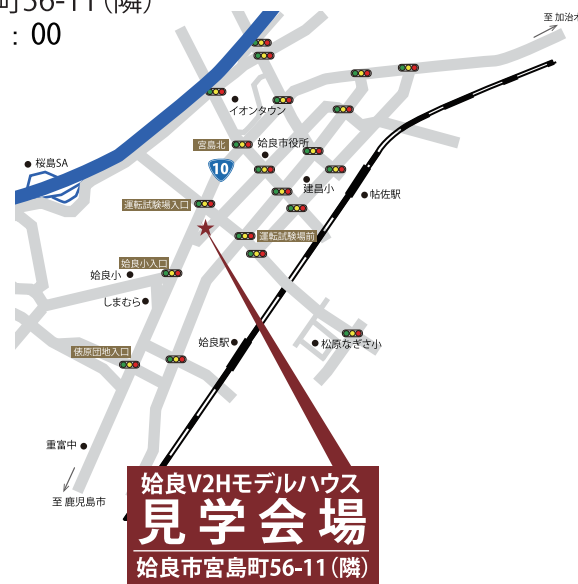 町56-11（隣）
：00
至 加治木
イオンタウン
宮島北
姶良市役所
10
桜島SA
建昌小
帖佐駅
運転試験場入口
運転試験場前
姶良小入口
姶良小
しまむら
姶良駅
松原なぎさ小
俵原団地入口
重富中
至 鹿児島市
姶良V2Hモデルハウス
見学会場
姶良市宮島町56-11（隣）